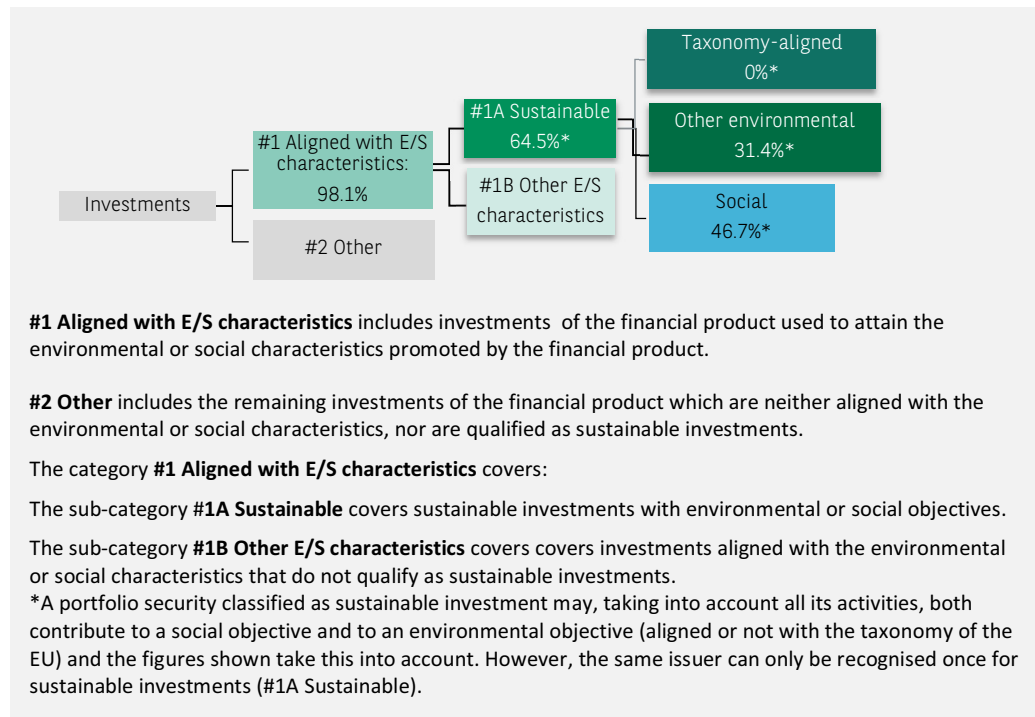 Taxonomy-aligned
0%*
#1A Sustainable
64.5%*
Other environmental
31.4%*
#1 Aligned with E/S
characteristics:
98.1%
#1B Other E/S
characteristics
Investments
Social
46.7%*
#2 Other
#1 Aligned with E/S characteristics includes investments of the financial product used to attain the
environmental or social characteristics promoted by the financial product.
#2 Other includes the remaining investments of the financial product which are neither aligned with the
environmental or social characteristics, nor are qualified as sustainable investments.
The category #1 Aligned with E/S characteristics covers:
The sub-category #1A Sustainable covers sustainable investments with environmental or social objectives.
The sub-category #1B Other E/S characteristics covers covers investments aligned with the environmental
or social characteristics that do not qualify as sustainable investments.
*A portfolio security classified as sustainable investment may, taking into account all its activities, both
contribute to a social objective and to an environmental objective (aligned or not with the taxonomy of the
EU) and the figures shown take this into account. However, the same issuer can only be recognised once for
sustainable investments (#1A Sustainable).